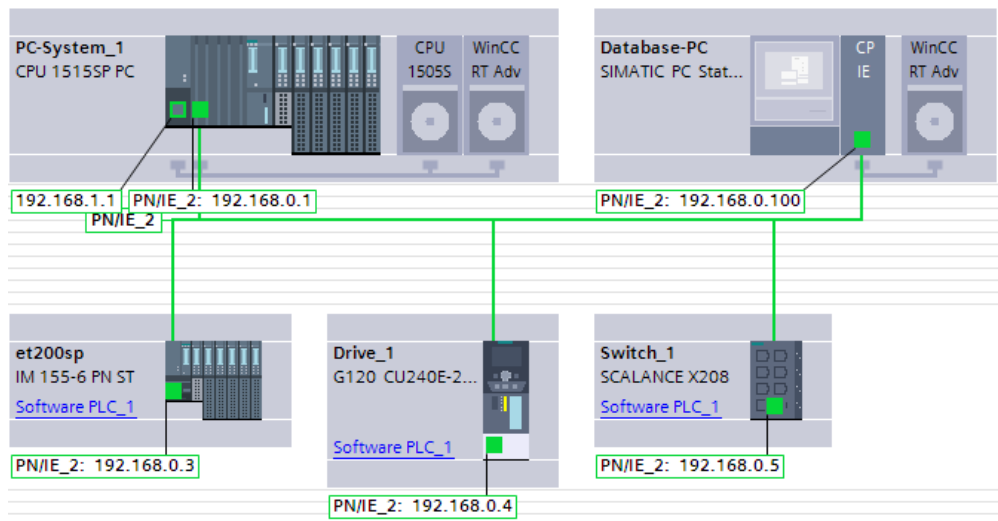 PC-System_1
CPU 1515SP PC
CPU
1505S
WinCC
RT Adv
Database-PC
SIMATIC PC Stat...
CP
IE
WinCC
RT Adv
192.168.1.1
PN/IE_2: 192.168.0.1
PN/IE_2: 192.168.0.100
PN/IE_2
et200sp
IM 155-6 PN ST
Software PLC_1
PN/IE_2: 192.168.0.3
Drive_1
G120 CU240E-2...
Software PLC_1
PN/IE_2: 192.168.0.4
Switch_1
SCALANCE X208
Software PLC_1
PN/IE_2: 192.168.0.5